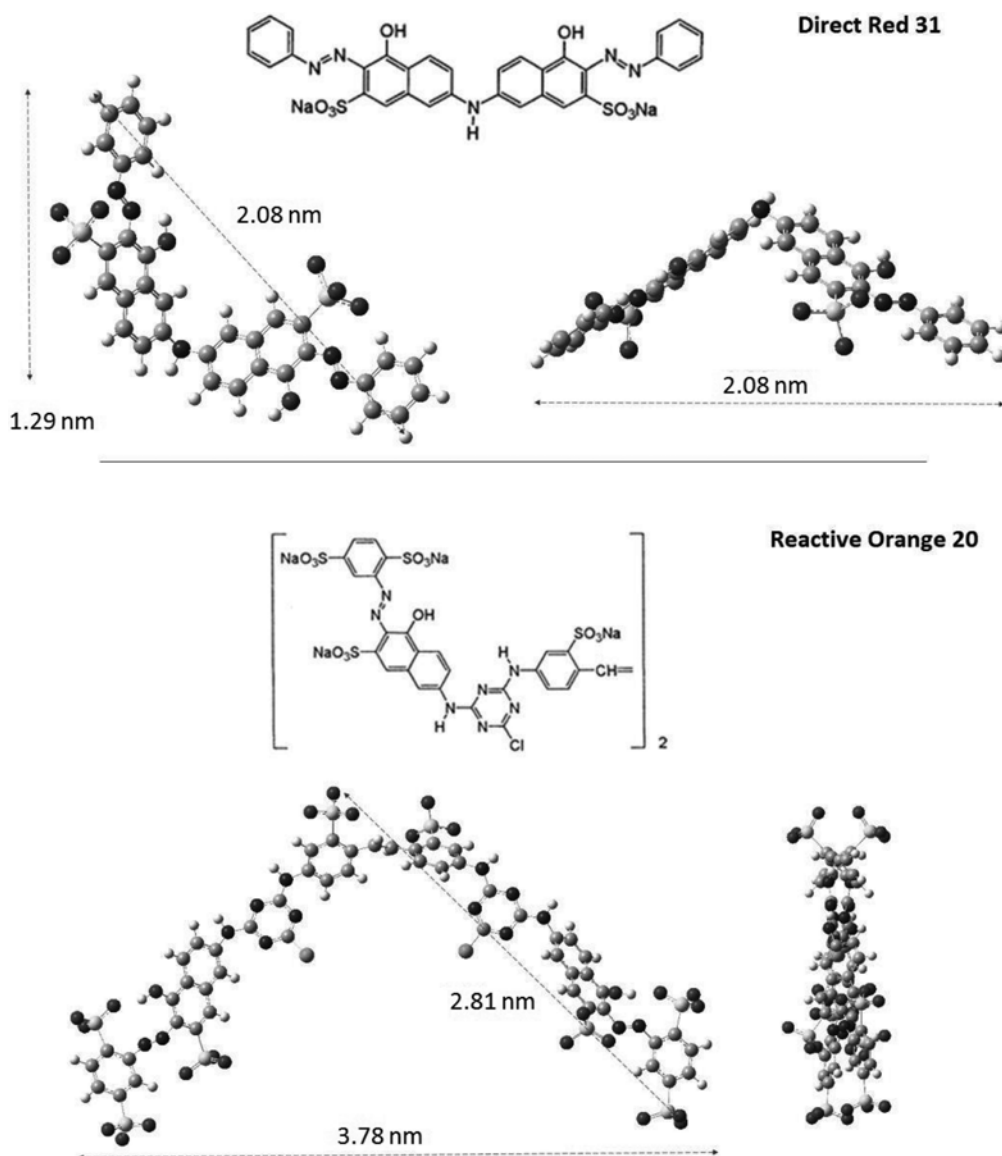 Direct Red 31
OH
OH
N=N
N=N
NaO₃S
N
H
SO₃Na
2.08 nm
1.29 nm
2.08 nm
Reactive Orange 20
NaO₃S
SO₃Na
N
N
OH
NaO₃S
SO₃Na
H
N
CH=
N
N
N
N
H
Cl
2
2.81 nm
3.78 nm